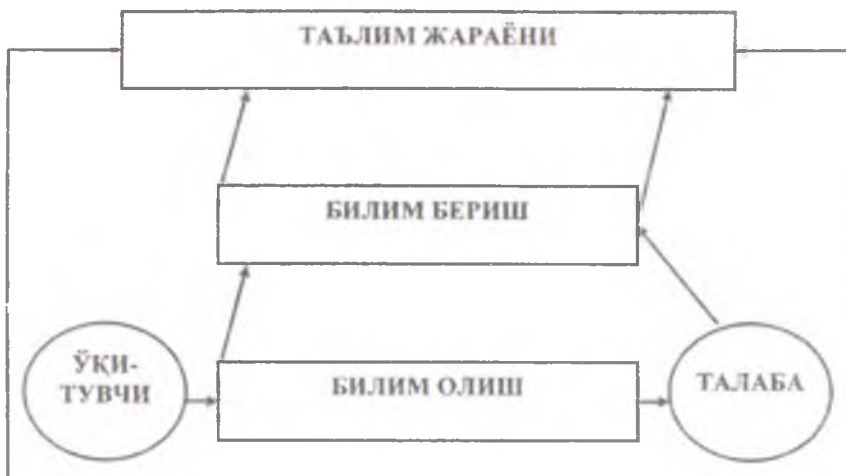 ТАЪЛИМ ЖАРАЁНИ
БИЛИМ БЕРИШ
ЎҚИ-
ТУВЧИ
БИЛИМ ОЛИШ
ТАЛАБА